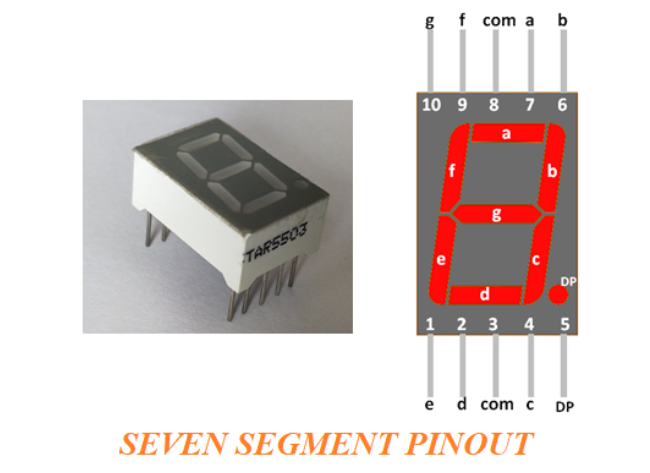 g f com a b
10 9 8 7 6
a
f b
g
e c
d
DP
1 2 3 4 5
e d com c DP
TAR5503
SEVEN SEGMENT PINOUT